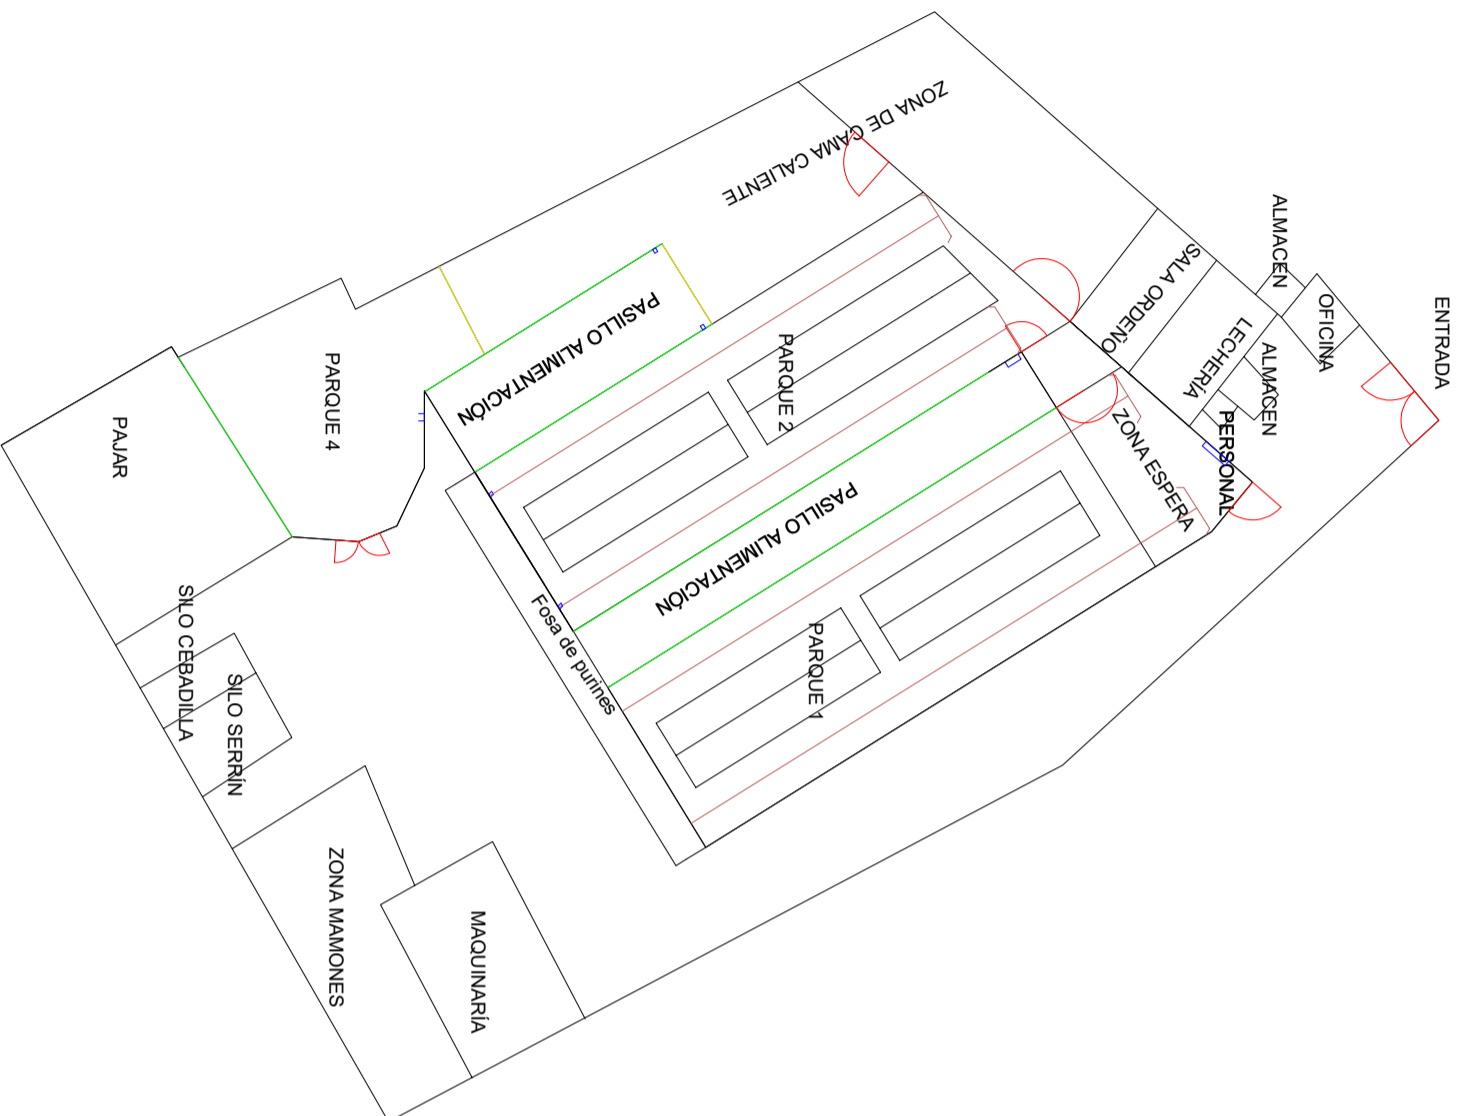 ZONA DE CAMA CALIENTE
ALMACEN
SALA ORDEÑO
OFICINA
ENTRADA
LECHERÍA
ALMACEN
PERSONAL
ZONA ESPERA
PASILLO ALIMENTACIÓN
PARQUE 2
PARQUE 4
PAJAR
PASILLO ALIMENTACIÓN
Fosa de purines
PARQUE 1
SILO CEBADILLA
SILO SERRÍN
ZONA MAMONES
MAQUINARÍA